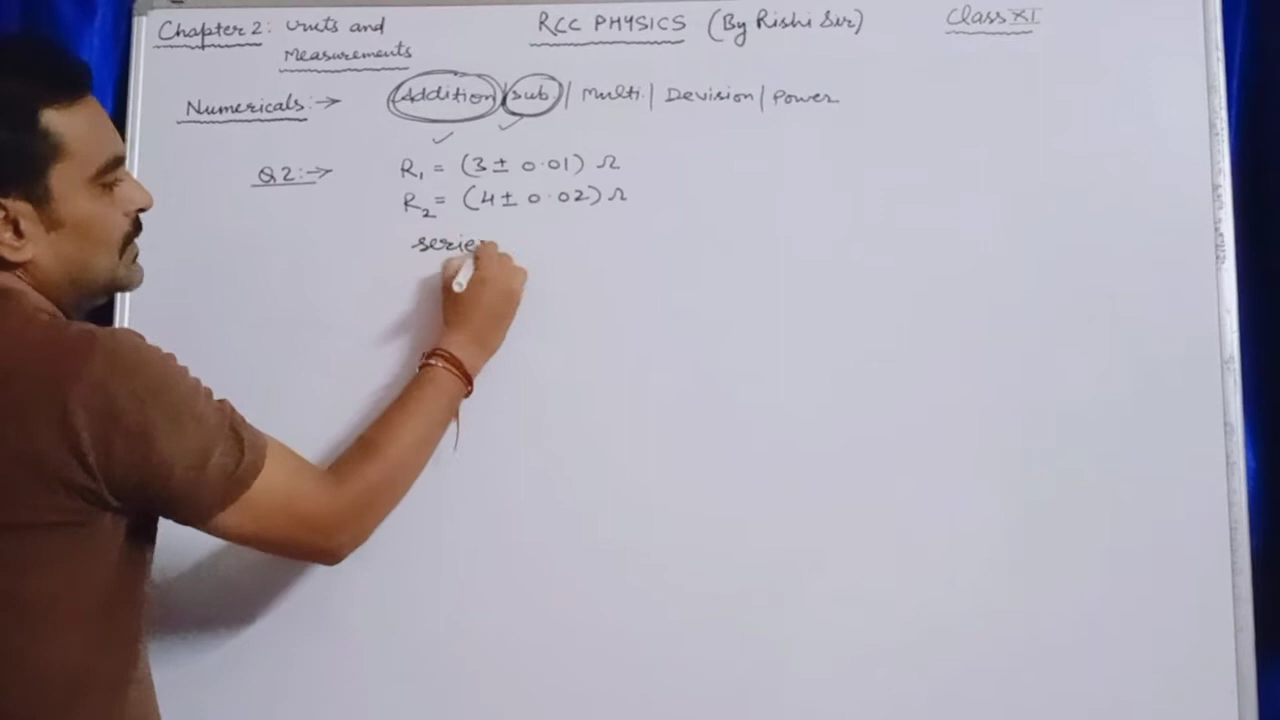 Chapter 2: Units and Measurements
RCC PHYSICS (By Rishi Sir)
Class XI
Numericals:→ Addition / Sub / Multi. / Devision / Power
Q2:→ R₁ = (3 ± 0.01) Ω
R₂ = (4 ± 0.02) Ω
serie